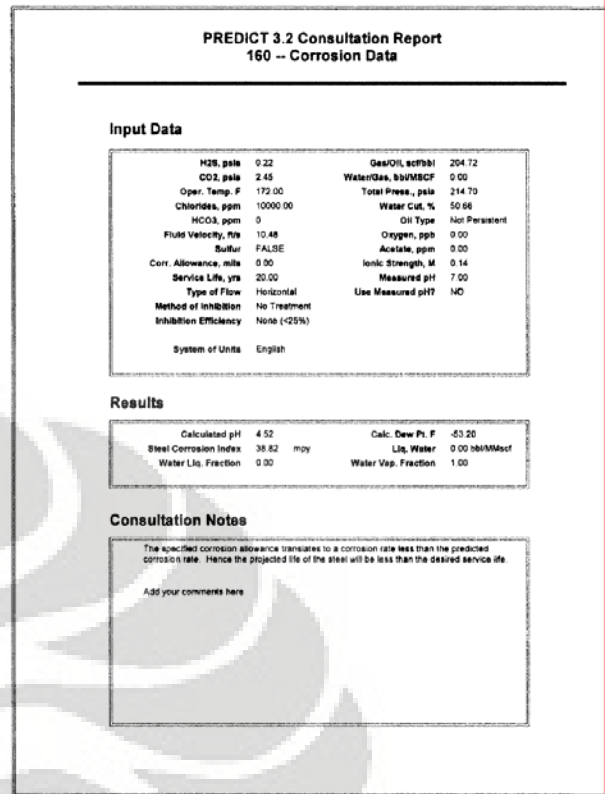 PREDICT 3.2 Consultation Report
160 -- Corrosion Data
Input Data
H2S, psia 0.22 Gas/Oil, scf/bbl 204.72
CO2, psia 2.45 Water/Gas, bbl/MSCF 0.00
Oper. Temp. F 172.00 Total Press., psia 214.70
Chlorides, ppm 10000.00 Water Cut, % 50.66
HCO3, ppm 0 Oil Type Not Persistent
Fluid Velocity, ft/s 10.48 Oxygen, ppb 0.00
Sulfur FALSE Acetate, ppm 0.00
Corr. Allowance, mils 0.00 Ionic Strength, M 0.14
Service Life, yrs 20.00 Measured pH 7.00
Type of Flow Horizontal Use Measured pH? NO
Method of Inhibition No Treatment
Inhibition Efficiency None (<25%)
System of Units English
Results
Calculated pH 4.52 Calc. Dew Pt. F -53.20
Steel Corrosion Index 38.82 mpy Liq. Water 0.00 bbl/MMscf
Water Liq. Fraction 0.00 Water Vap. Fraction 1.00
Consultation Notes
The specified corrosion allowance translates to a corrosion rate less than the predicted
corrosion rate. Hence the projected life of the steel will be less than the desired service life.
Add your comments here